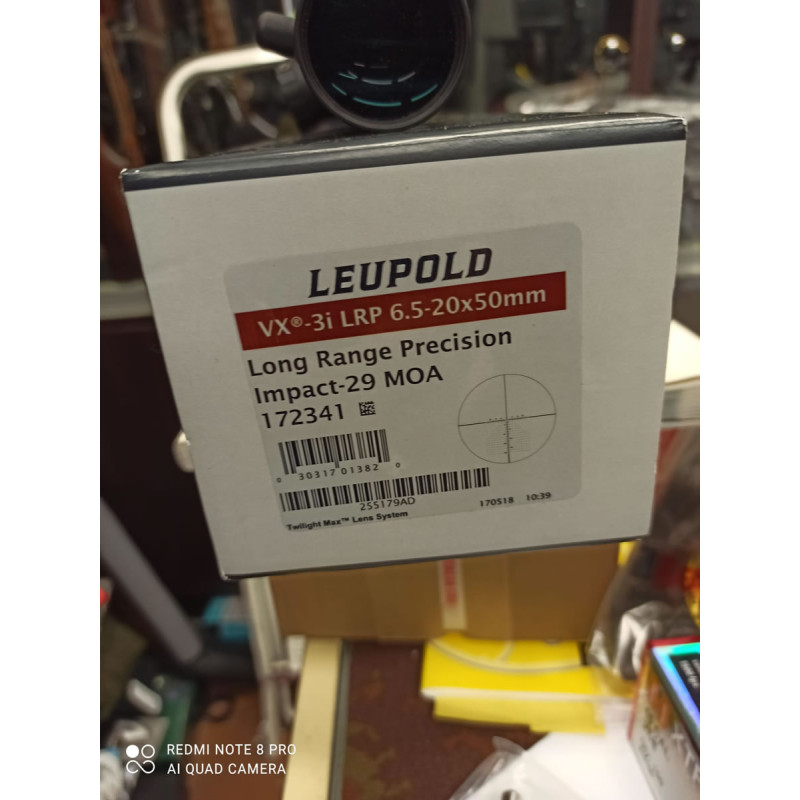 LEUPOLD
VX®-3i LRP 6.5-20x50mm
Long Range Precision
Impact-29 MOA
172341
0 30317 01382 0
255179AD
170518 10:39
Twilight Max™ Lens System
REDMI NOTE 8 PRO
AI QUAD CAMERA